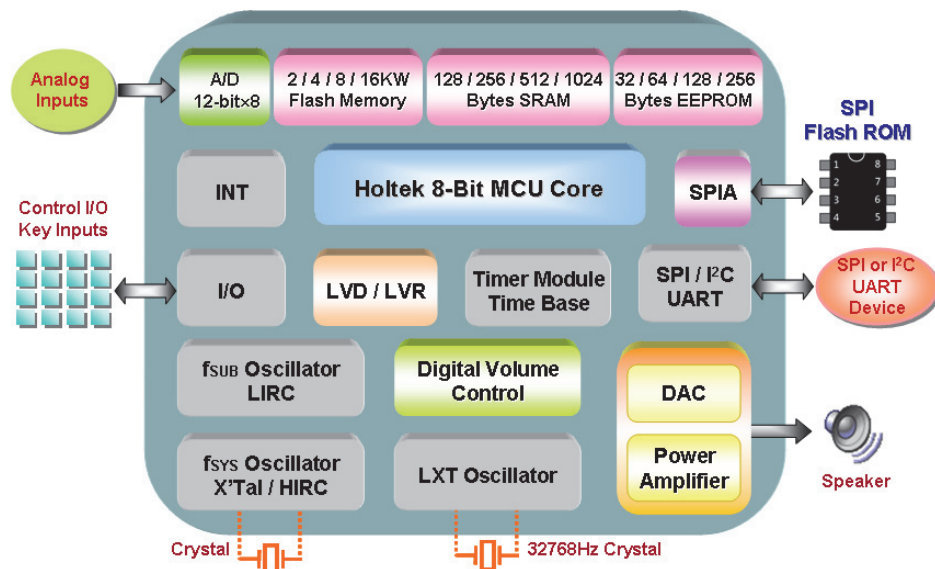 Analog
Inputs
A/D
12-bit×8
2 / 4 / 8 / 16KW
Flash Memory
128 / 256 / 512 / 1024
Bytes SRAM
32 / 64 / 128 / 256
Bytes EEPROM
SPI
Flash ROM
1 8
2 7
3 6
4 5
INT
Holtek 8-Bit MCU Core
SPIA
Control I/O
Key Inputs
I/O
LVD / LVR
Timer Module
Time Base
SPI / I²C
UART
SPI or I²C
UART
Device
fSUB Oscillator
LIRC
Digital Volume
Control
DAC
Power
Amplifier
Speaker
fSYS Oscillator
X'Tal / HIRC
LXT Oscillator
Crystal
32768Hz Crystal